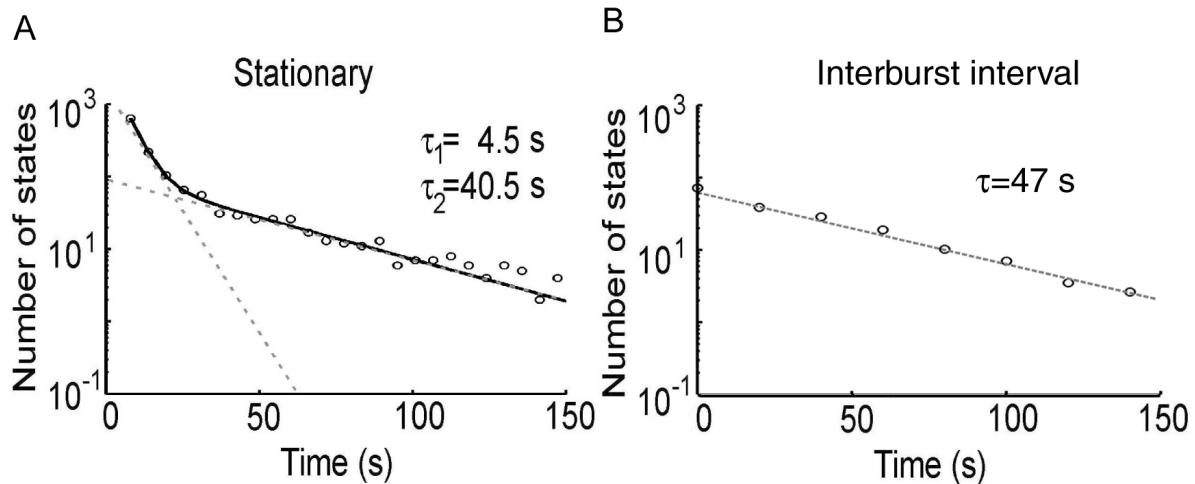 A
Stationary
Number of states
10³
10¹
10⁻¹
τ₁= 4.5 s
τ₂=40.5 s
0 50 100 150
Time (s)
B
Interburst interval
Number of states
10³
10¹
10⁻¹
τ=47 s
0 50 100 150
Time (s)